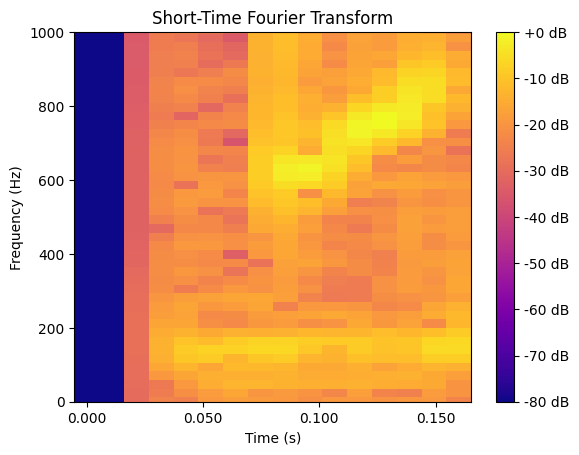 Short-Time Fourier Transform
1000
800
600
400
200
0
Frequency (Hz)
0.000
0.050
0.100
0.150
Time (s)
+0 dB
-10 dB
-20 dB
-30 dB
-40 dB
-50 dB
-60 dB
-70 dB
-80 dB